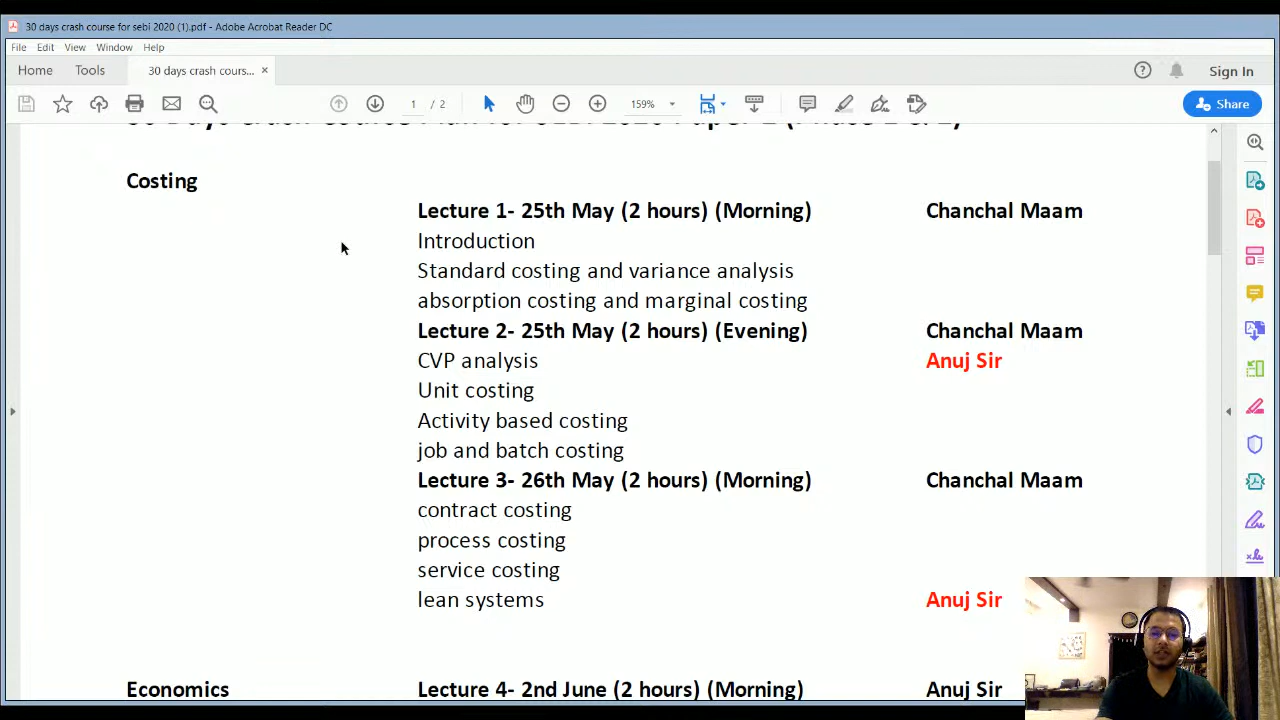 30 days crash course for sebi 2020 (1).pdf - Adobe Acrobat Reader DC
File Edit View Window Help
Home Tools 30 days crash cours... ×
1 / 2 159% Share
Sign In
Costing
Lecture 1- 25th May (2 hours) (Morning) Chanchal Maam
Introduction
Standard costing and variance analysis
absorption costing and marginal costing
Lecture 2- 25th May (2 hours) (Evening) Chanchal Maam
CVP analysis Anuj Sir
Unit costing
Activity based costing
job and batch costing
Lecture 3- 26th May (2 hours) (Morning) Chanchal Maam
contract costing
process costing
service costing
lean systems Anuj Sir
Economics Lecture 4- 2nd June (2 hours) (Morning) Anuj Sir